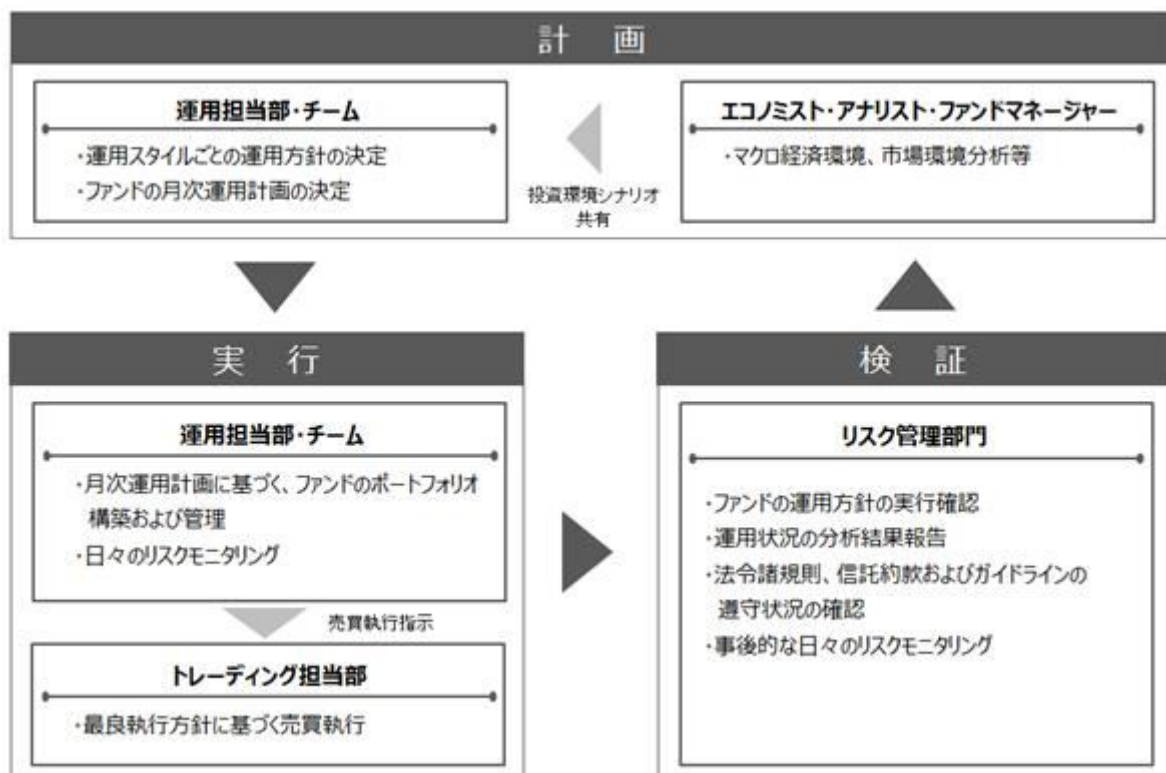 計　画
運用担当部・チーム
・運用スタイルごとの運用方針の決定
・ファンドの月次運用計画の決定
投資環境シナリオ
共有
エコノミスト・アナリスト・ファンドマネージャー
・マクロ経済環境、市場環境分析等
実　行
運用担当部・チーム
・月次運用計画に基づく、ファンドのポートフォリオ
構築および管理
・日々のリスクモニタリング
売買執行指示
トレーディング担当部
・最良執行方針に基づく売買執行
検　証
リスク管理部門
・ファンドの運用方針の実行確認
・運用状況の分析結果報告
・法令諸規則、信託約款およびガイドラインの
遵守状況の確認
・事後的な日々のリスクモニタリング